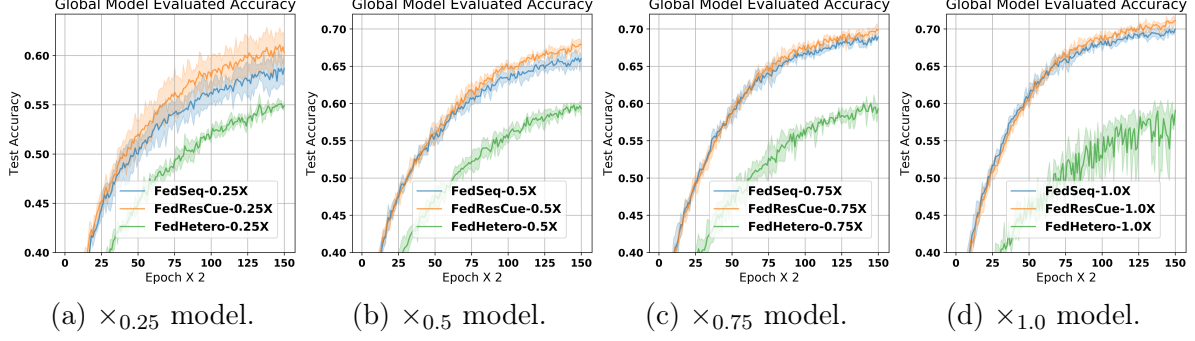 Global Model Evaluated Accuracy
Test Accuracy
0.60
0.55
0.50
0.45
0.40
FedSeq-0.25X
FedResCue-0.25X
FedHetero-0.25X
0 25 50 75 100 125 150
Epoch X 2
(a) ×0.25 model.
Global Model Evaluated Accuracy
Test Accuracy
0.70
0.65
0.60
0.55
0.50
0.45
0.40
FedSeq-0.5X
FedResCue-0.5X
FedHetero-0.5X
0 25 50 75 100 125 150
Epoch X 2
(b) ×0.5 model.
Global Model Evaluated Accuracy
Test Accuracy
0.70
0.65
0.60
0.55
0.50
0.45
0.40
FedSeq-0.75X
FedResCue-0.75X
FedHetero-0.75X
0 25 50 75 100 125 150
Epoch X 2
(c) ×0.75 model.
Global Model Evaluated Accuracy
Test Accuracy
0.70
0.65
0.60
0.55
0.50
0.45
0.40
FedSeq-1.0X
FedResCue-1.0X
FedHetero-1.0X
0 25 50 75 100 125 150
Epoch X 2
(d) ×1.0 model.